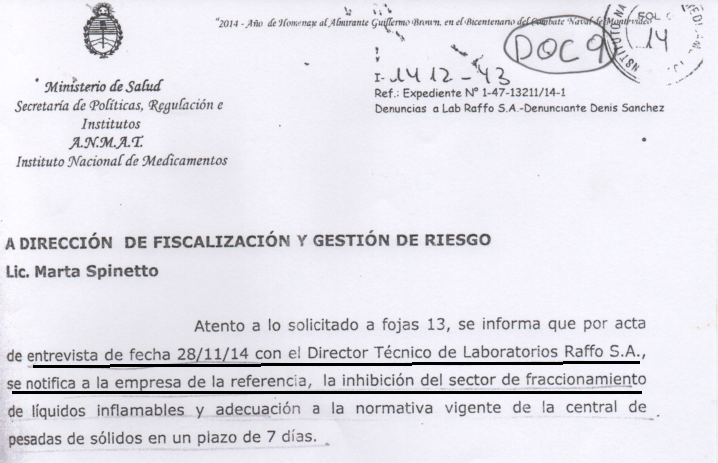 "2014 - Año de Homenaje al Almirante Guillermo Brown, en el Bicentenario del Combate Naval de Montevideo"
DOC 9
14
I-1412-43
Ref.: Expediente N° 1-47-13211/14-1
Denuncias a Lab Raffo S.A.-Denunciante Denis Sanchez
Ministerio de Salud
Secretaría de Políticas, Regulación e
Institutos
A.N.M.A.T.
Instituto Nacional de Medicamentos
A DIRECCIÓN DE FISCALIZACIÓN Y GESTIÓN DE RIESGO
Lic. Marta Spinetto
Atento a lo solicitado a fojas 13, se informa que por acta
de entrevista de fecha 28/11/14 con el Director Técnico de Laboratorios Raffo S.A.,
se notifica a la empresa de la referencia, la inhibición del sector de fraccionamiento
de líquidos inflamables y adecuación a la normativa vigente de la central de
pesadas de sólidos en un plazo de 7 días.